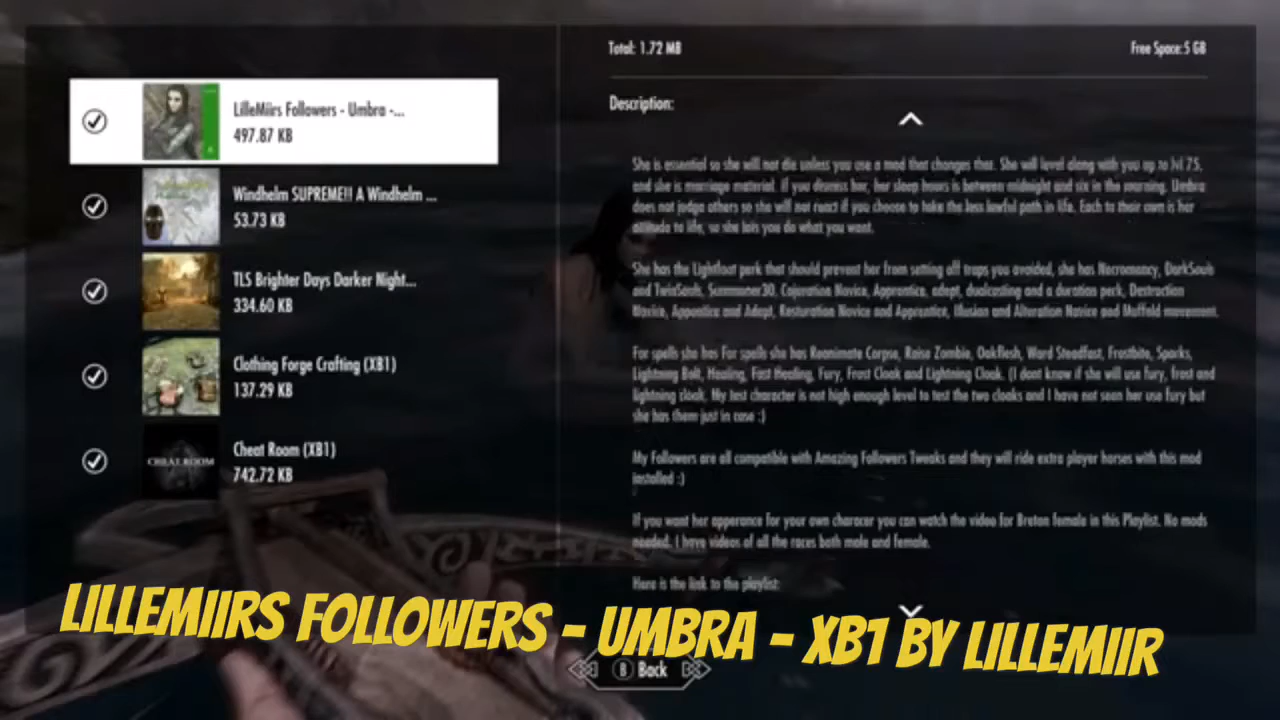 Total: 1.72 MB
Free Space: 5 GB
LilleMiirs Followers - Umbra -...
497.87 KB
Windhelm SUPREME!! A Windhelm ...
53.73 KB
TLS Brighter Days Darker Night...
334.60 KB
Clothing Forge Crafting (XB1)
137.29 KB
CHEAT ROOM
Cheat Room (XB1)
742.72 KB
Description:
She is essential so she will not die unless you use a mod that changes that. She will level along with you up to lvl 75.
and she is marriage material. If you dismiss her, her sleep hours is between midnight and six in the morning. Umbra
does not judge others so she will not react if you choose to take the less lawful path in life. Each to their own is her
attitude to life, so she lets you do what you want.
She has the Lightfoot perk that should prevent her from setting off traps you avoided, she has Necromancy, DarkSouls
and TwinSouls, Summoner30, Cojuration Novice, Apprentice, adept, dualcasting and a duration perk, Destruction
Novice, Appentice and Adept, Restoration Novice and Apprentice, Illusion and Alteration Novice and Muffeld movement.
For spells she has For spells she has Reanimate Corpse, Raise Zombie, Oakflesh, Ward Steadfast, Frostbite, Sparks,
Lightning Bolt, Healing, Fast Healing, Fury, Frost Cloak and Lightning Cloak. (I dont know if she will use fury, frost and
lightning cloak. My test character is not high enough level to test the two cloaks and I have not seen her use fury but
she has them just in case :)
My Followers are all compatible with Amazing Followers Tweaks and they will ride extra player horses with this mod
installed :)
If you want her apperance for your own characer you can watch the video for Breton female in this Playlist. No mods
needed. I have videos of all the races both male and female.
Here is the link to the playlist:
LILLEMIIRS FOLLOWERS - UMBRA - XB1 BY LILLEMIIR
B Back